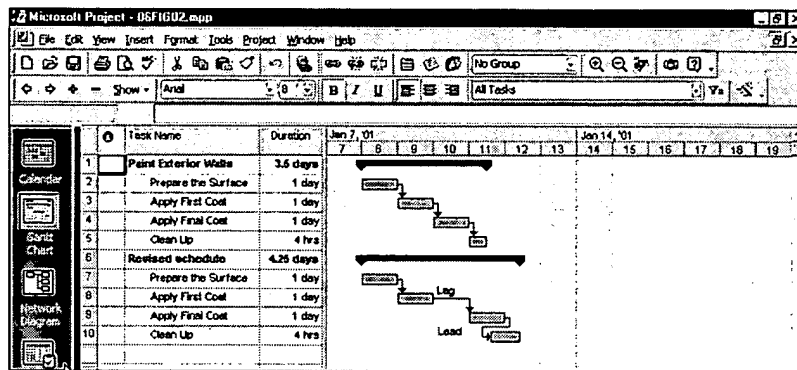 Microsoft Project - 06FIG02.mpp
File Edit View Insert Format Tools Project Window Help
No Group
Show Arial 8 B I U All Tasks
Task Name Duration Jan 7, '01 Jan 14, '01
7 8 9 10 11 12 13 14 15 16 17 18 19
1 Paint Exterior Walls 3.5 days
2 Prepare the Surface 1 day
3 Apply First Coat 1 day
4 Apply Final Coat 1 day
5 Clean Up 4 hrs
6 Revised schedule 4.25 days
7 Prepare the Surface 1 day
8 Apply First Coat 1 day Lag
9 Apply Final Coat 1 day
10 Clean Up 4 hrs Lead
Calendar
Gantt
Chart
Network
Diagram